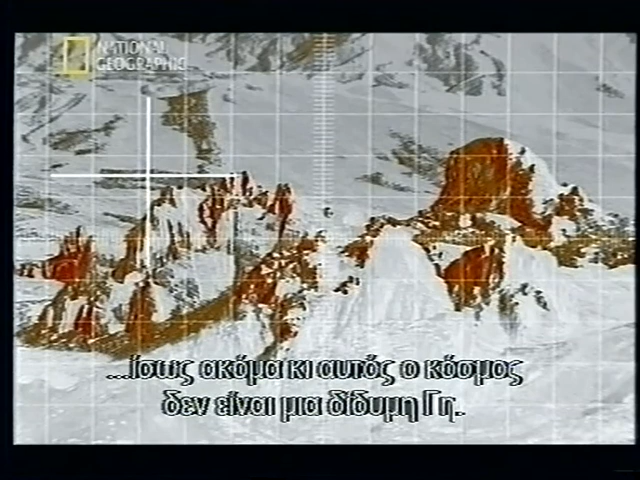 NATIONAL
GEOGRAPHIC
...ίσως ακόμα κι αυτός ο κόσμος
δεν είναι μια δίδυμη Γη.